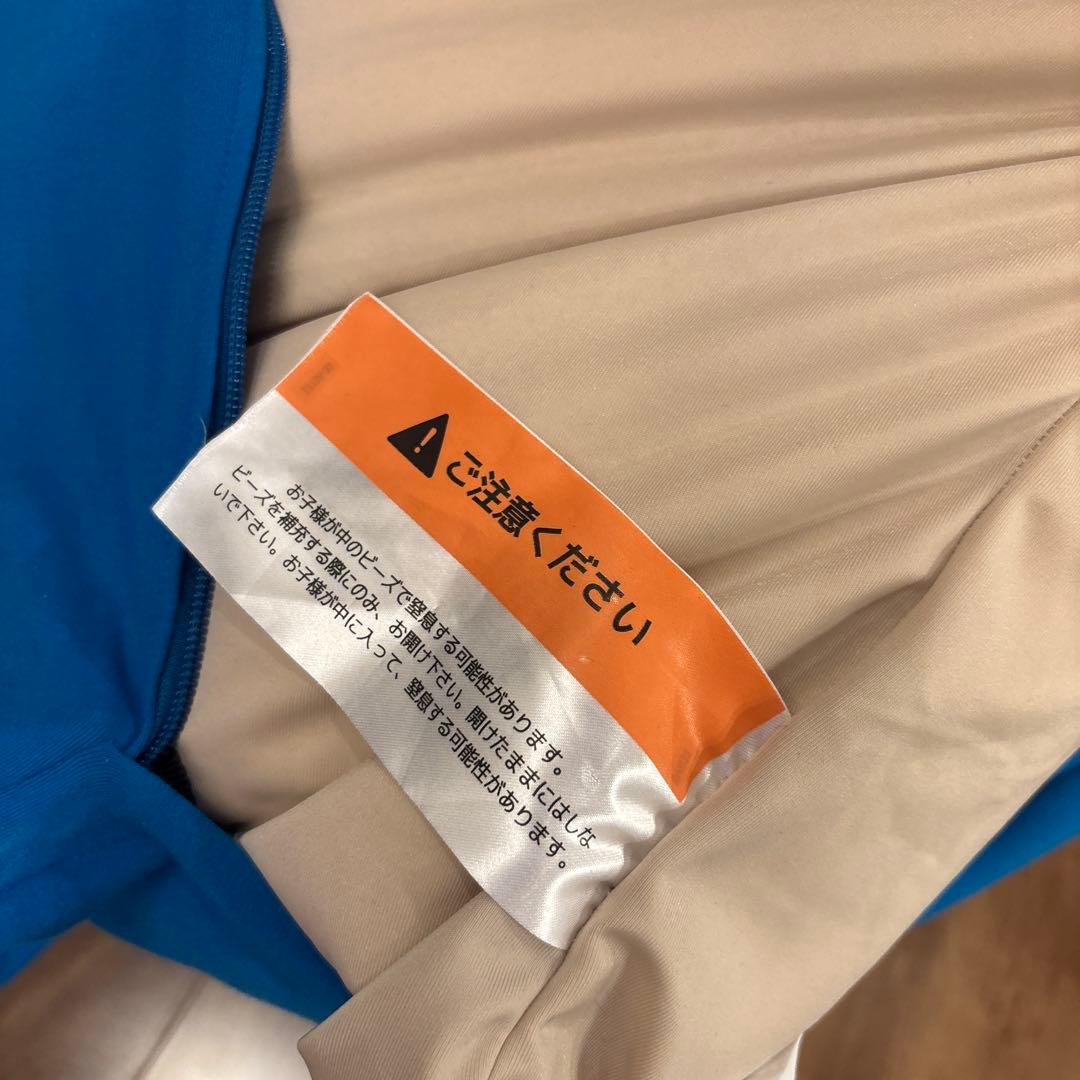 ご注意ください
お子様が中のビーズで窒息する可能性があります。
ビーズを補充する際にのみ、お開け下さい。開けたままにはしな
いで下さい。お子様が中に入って、窒息する可能性があります。